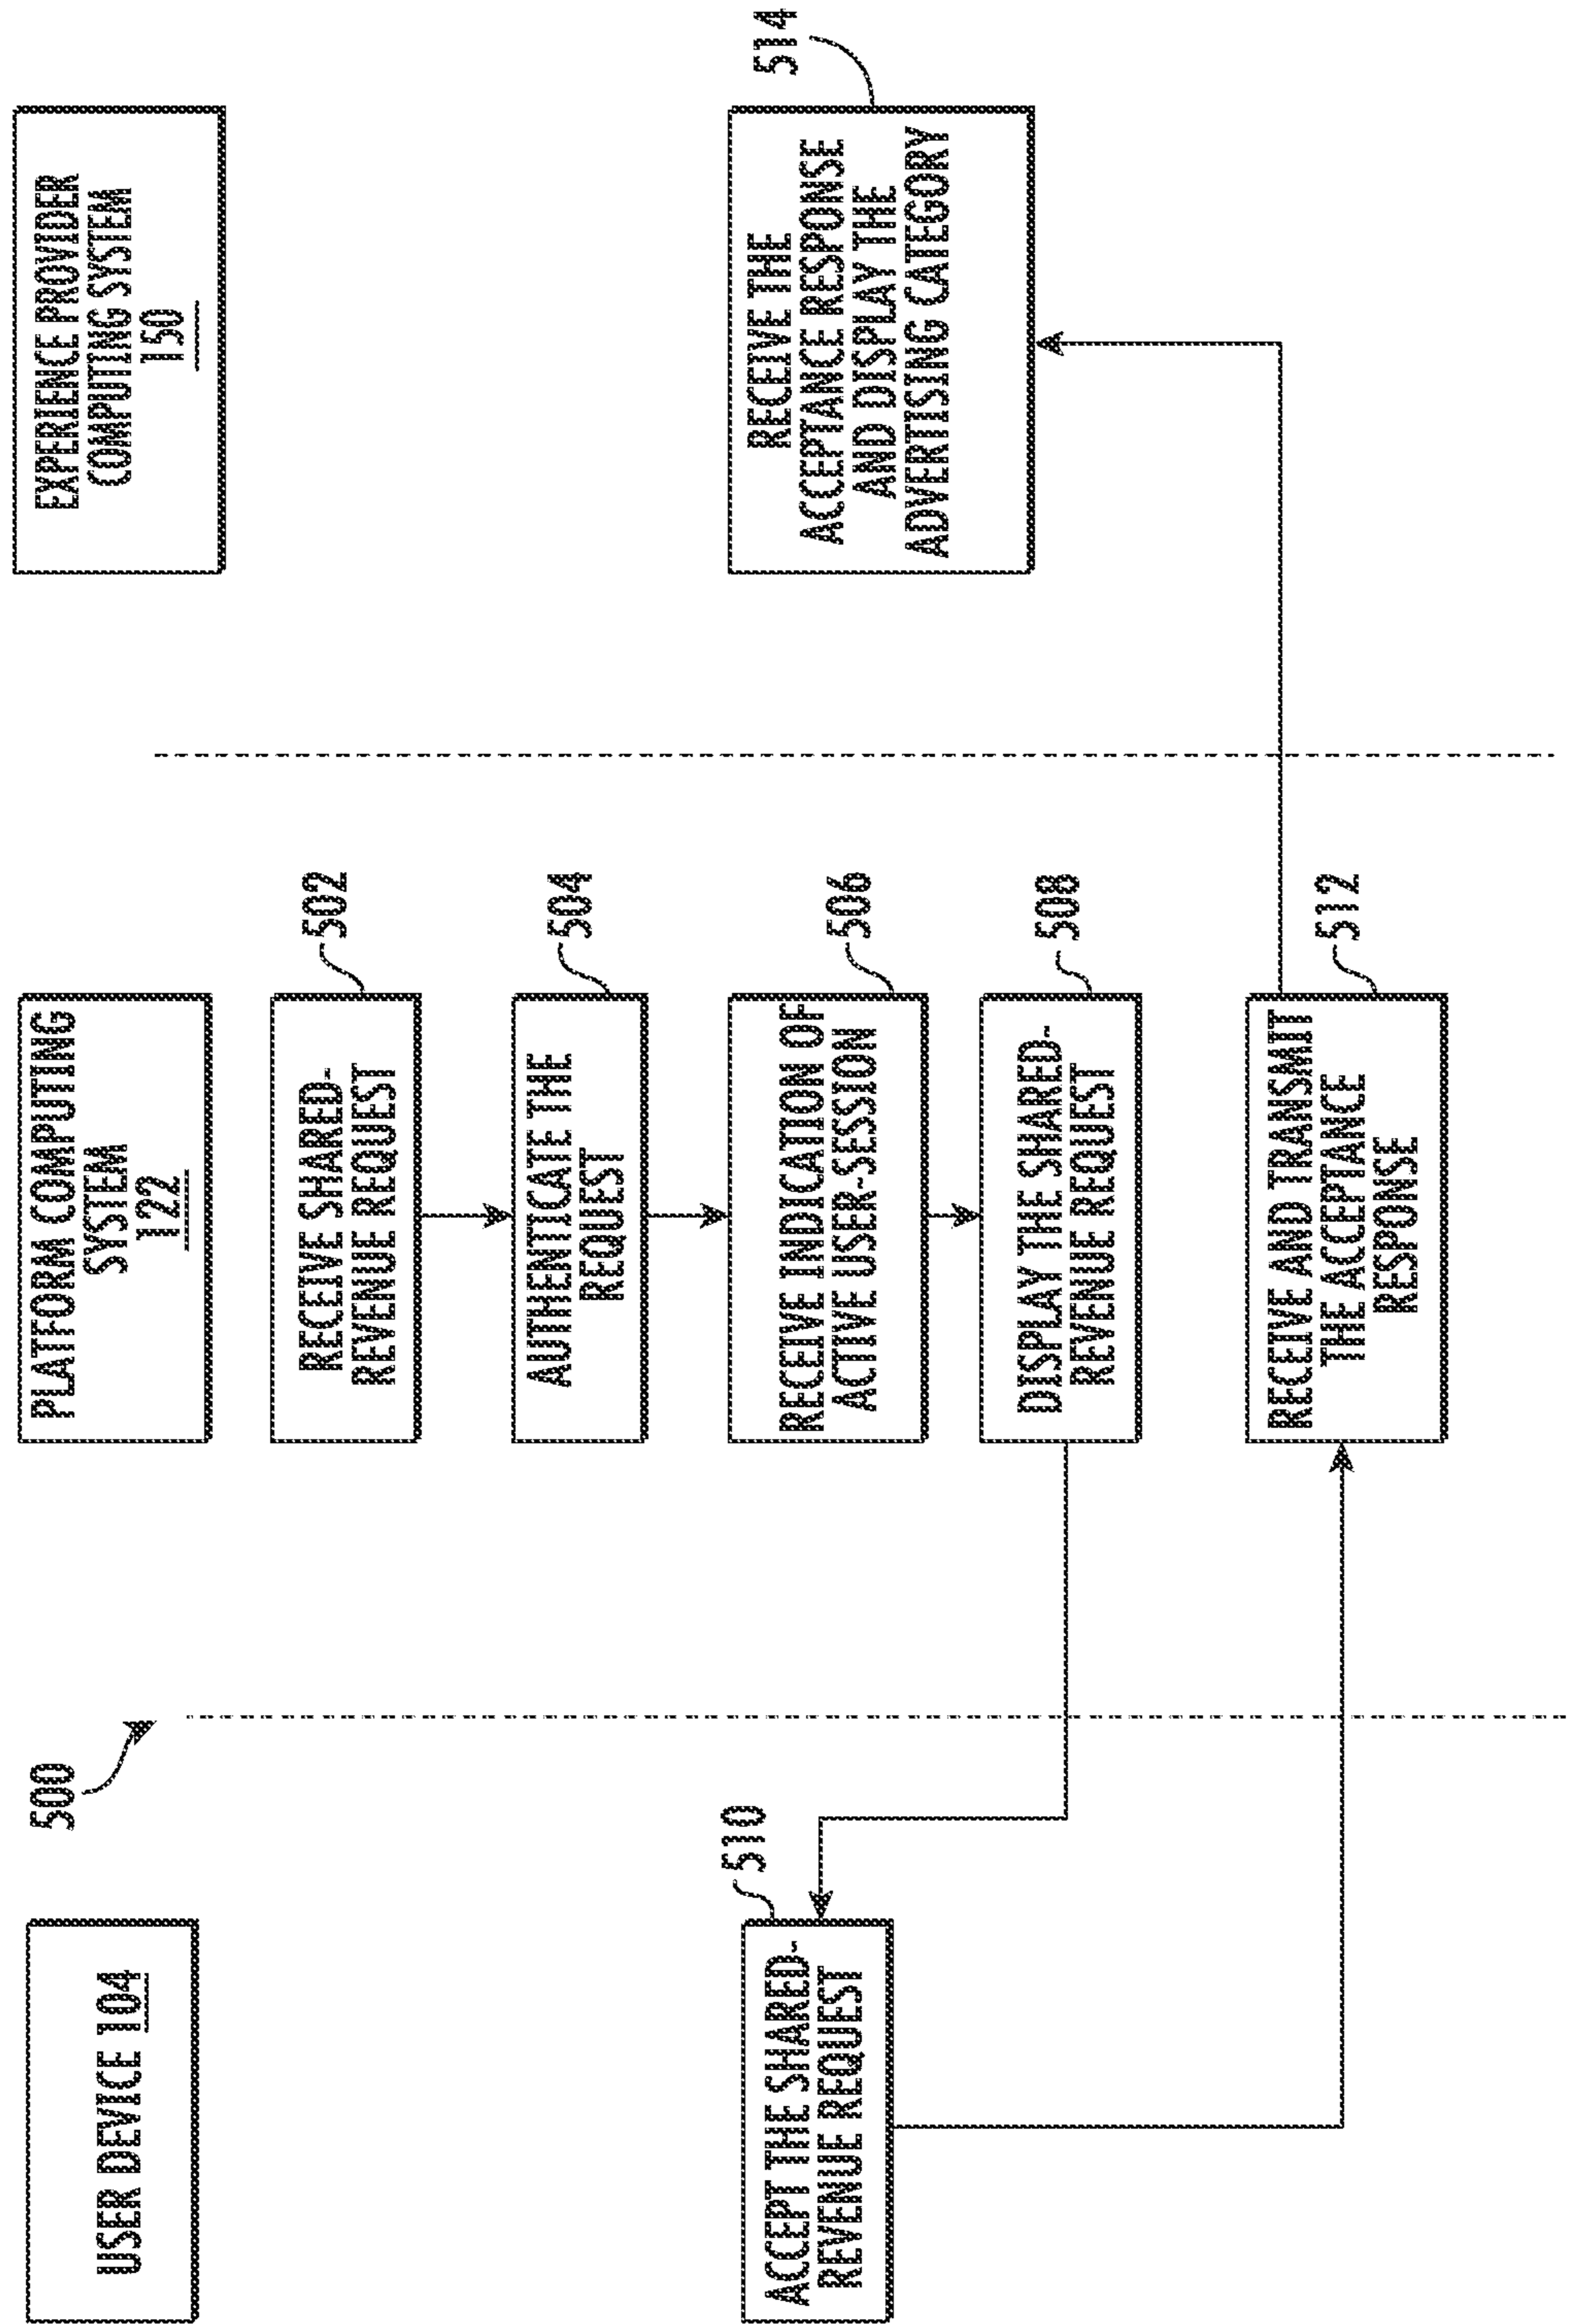 500
USER DEVICE 104
PLATFORM COMPUTING
SYSTEM
122
EXPERIENCE PROVIDER
COMPUTING SYSTEM
150
RECEIVE SHARED-
REVENUE REQUEST
502
AUTHENTICATE THE
REQUEST
504
RECEIVE INDICATION OF
ACTIVE USER-SESSION
506
DISPLAY THE SHARED-
REVENUE REQUEST
508
ACCEPT THE SHARED-
REVENUE REQUEST
510
RECEIVE AND TRANSMIT
THE ACCEPTANCE
RESPONSE
512
RECEIVE THE
ACCEPTANCE RESPONSE
AND DISPLAY THE
ADVERTISING CATEGORY
514